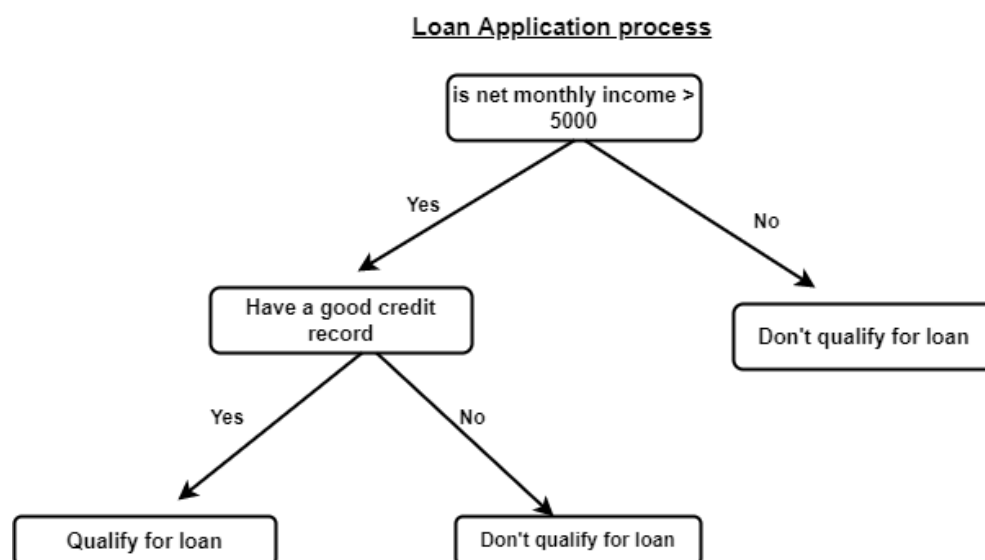 Loan Application process
is net monthly income >
5000
Yes
No
Have a good credit
record
Don't qualify for loan
Yes
No
Qualify for loan
Don't qualify for loan